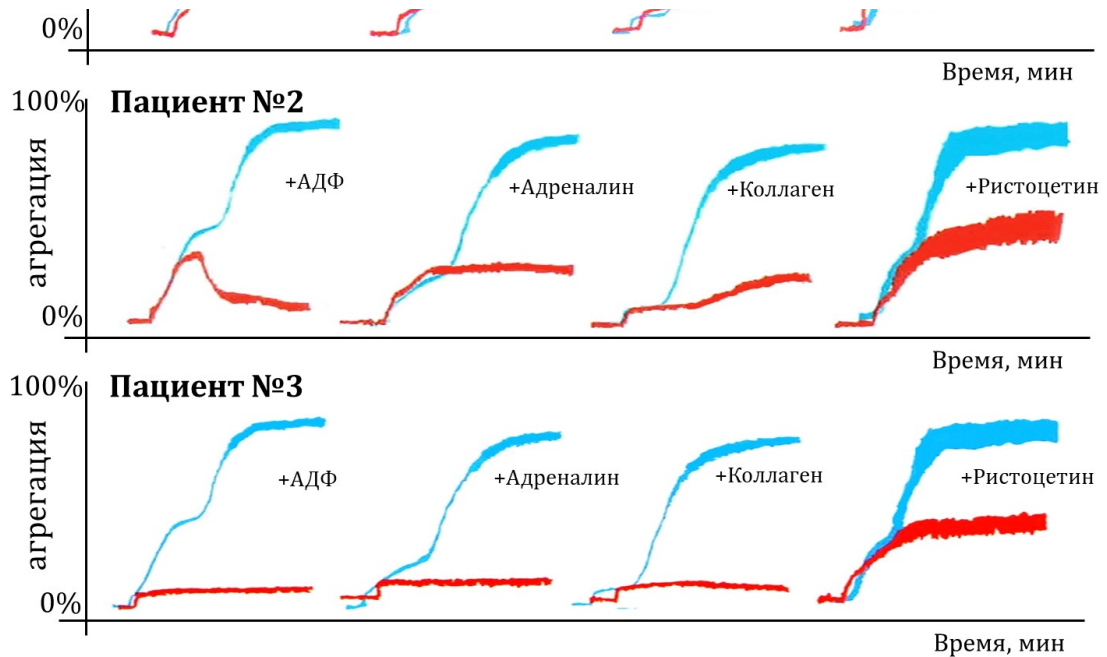 0%
Время, мин
100%
Пациент №2
агрегация
+АДФ
+Адреналин
+Коллаген
+Ристоцетин
0%
Время, мин
100%
Пациент №3
агрегация
+АДФ
+Адреналин
+Коллаген
+Ристоцетин
0%
Время, мин